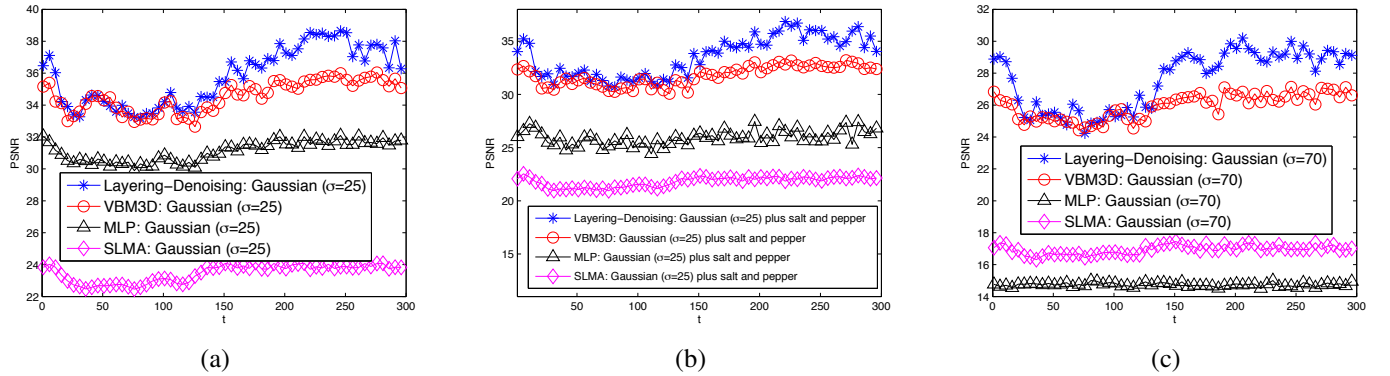 40
38
36
34
32
30
28
26
24
22
PSNR
0 50 100 150 200 250 300
t
Layering-Denoising: Gaussian (σ=25)
VBM3D: Gaussian (σ=25)
MLP: Gaussian (σ=25)
SLMA: Gaussian (σ=25)
(a)
35
30
25
20
15
PSNR
50 100 150 200 250 300
t
Layering-Denoising: Gaussian (σ=25) plus salt and pepper
VBM3D: Gaussian (σ=25) plus salt and pepper
MLP: Gaussian (σ=25) plus salt and pepper
SLMA: Gaussian (σ=25) plus salt and pepper
(b)
32
30
28
26
24
22
20
18
16
14
PSNR
0 50 100 150 200 250 300
t
Layering-Denoising: Gaussian (σ=70)
VBM3D: Gaussian (σ=70)
MLP: Gaussian (σ=70)
SLMA: Gaussian (σ=70)
(c)